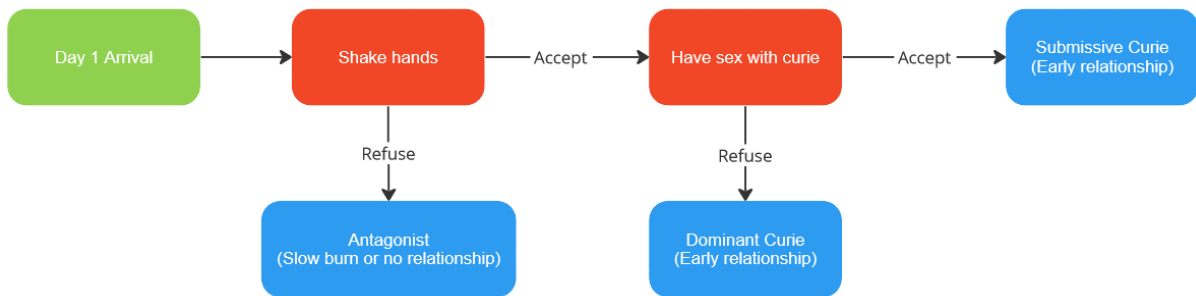 Day 1 Arrival
Shake hands
Accept
Have sex with curie
Accept
Submissive Curie
(Early relationship)
Refuse
Refuse
Antagonist
(Slow burn or no relationship)
Dominant Curie
(Early relationship)